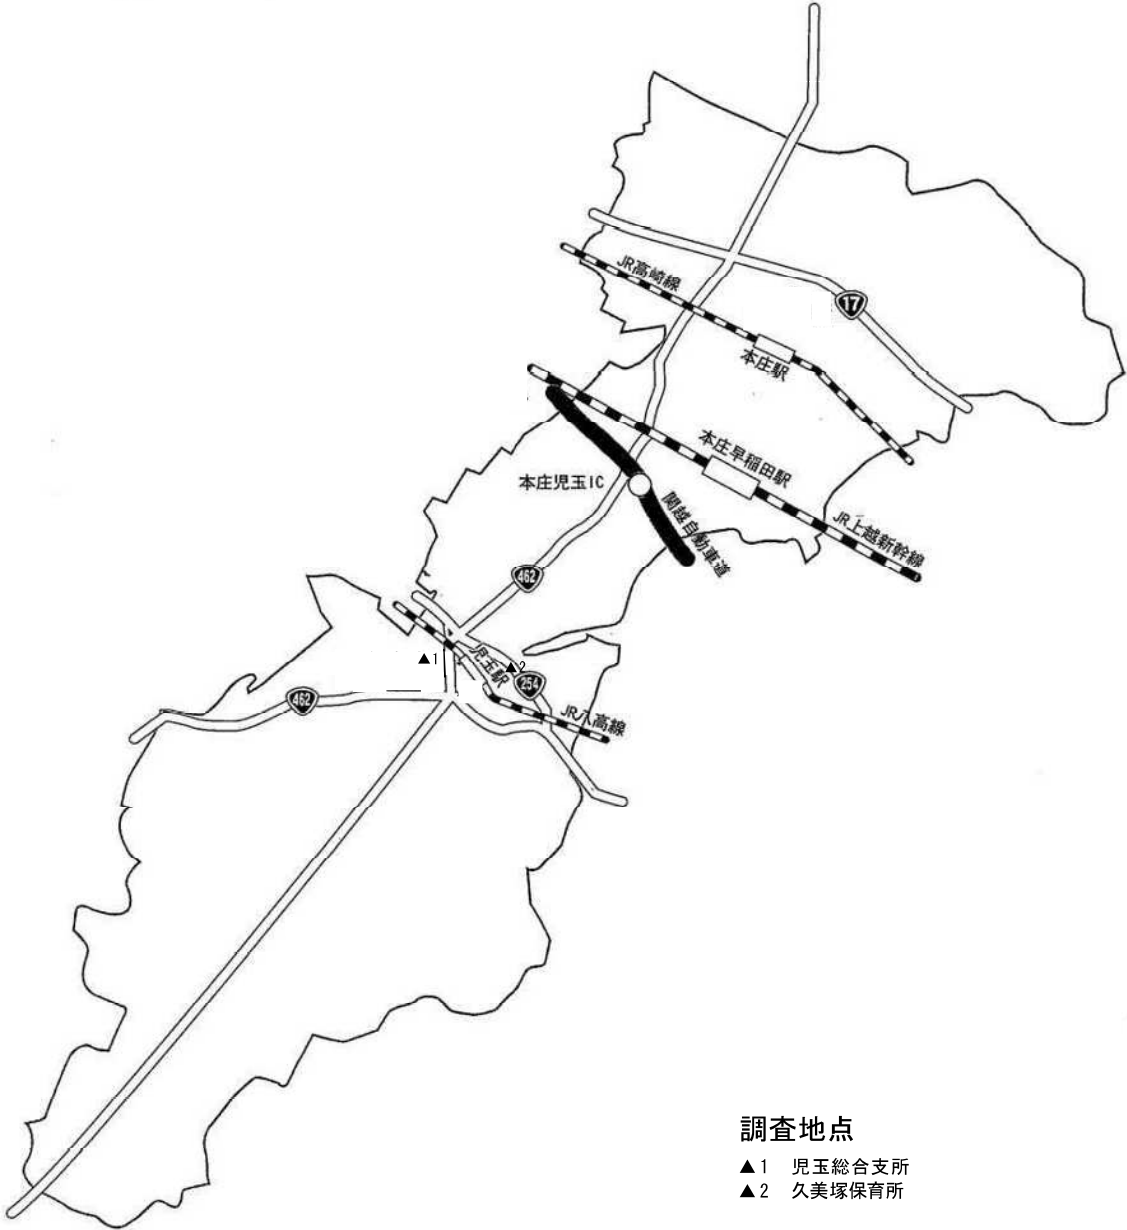 JR高崎線
17
本庄駅
本庄早稲田駅
本庄児玉IC
関越自動車道
JR上越新幹線
462
▲1
児玉駅
▲2
254
462
JR八高線
調査地点
▲1 児玉総合支所
▲2 久美塚保育所